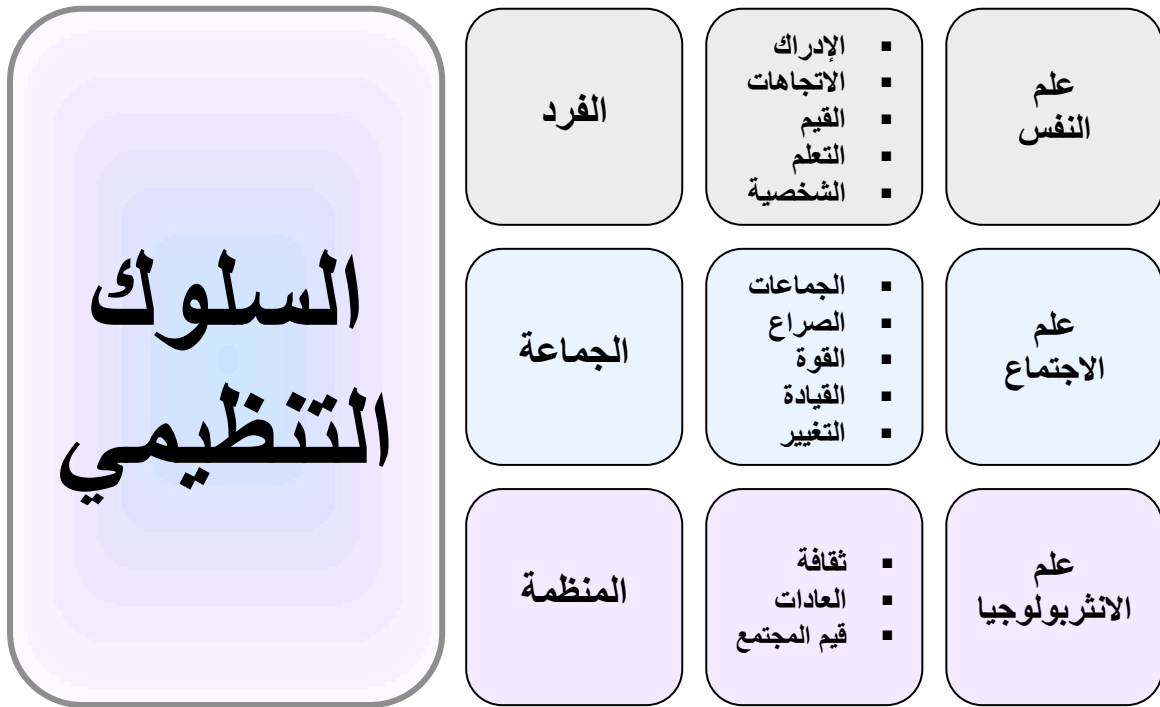 علم
النفس
▪ الإدراك
▪ الاتجاهات
▪ القيم
▪ التعلم
▪ الشخصية
الفرد
علم
الاجتماع
▪ الجماعات
▪ الصراع
▪ القوة
▪ القيادة
▪ التغيير
الجماعة
علم
الانثربولوجيا
▪ ثقافة
▪ العادات
▪ قيم المجتمع
المنظمة
السلوك
التنظيمي